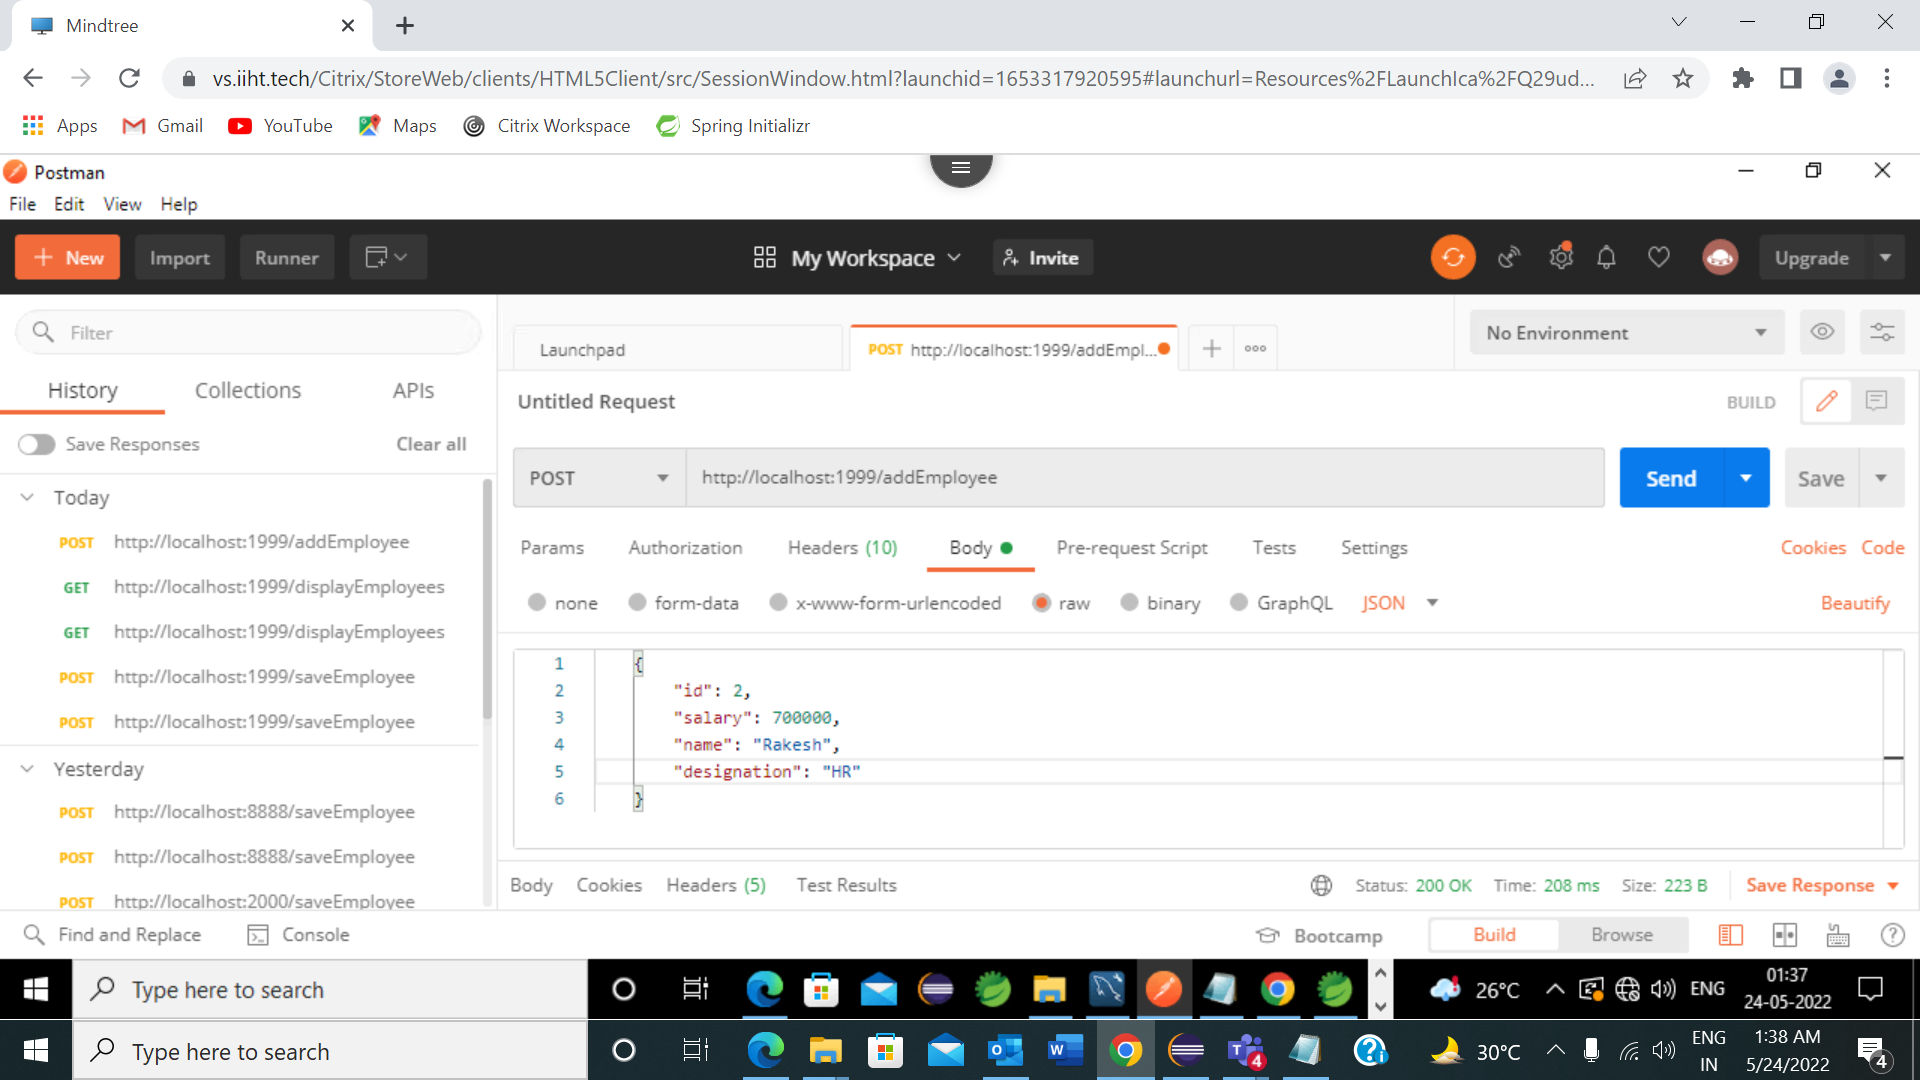 Mindtree
vs.iiht.tech/Citrix/StoreWeb/clients/HTML5Client/src/SessionWindow.html?launchid=1653317920595#launchurl=Resources%2FLaunchIca%2FQ29ud...
Apps Gmail YouTube Maps Citrix Workspace Spring Initializr
Postman
File Edit View Help
New Import Runner My Workspace Invite Upgrade
Filter
Launchpad POST http://localhost:1999/addEmpl... No Environment
History Collections APIs
Untitled Request BUILD
Save Responses Clear all
POST http://localhost:1999/addEmployee Send Save
Today
POST http://localhost:1999/addEmployee
GET http://localhost:1999/displayEmployees
GET http://localhost:1999/displayEmployees
POST http://localhost:1999/saveEmployee
POST http://localhost:1999/saveEmployee
Yesterday
POST http://localhost:8888/saveEmployee
POST http://localhost:8888/saveEmployee
POST http://localhost:2000/saveEmployee
Params Authorization Headers (10) Body Pre-request Script Tests Settings Cookies Code
none form-data x-www-form-urlencoded raw binary GraphQL JSON Beautify
1 {
2 "id": 2,
3 "salary": 700000,
4 "name": "Rakesh",
5 "designation": "HR"
6 }
Body Cookies Headers (5) Test Results Status: 200 OK Time: 208 ms Size: 223 B Save Response
Find and Replace Console Bootcamp Build Browse
Type here to search 26°C ENG 01:37
24-05-2022
Type here to search 30°C ENG IN 1:38 AM
5/24/2022 4